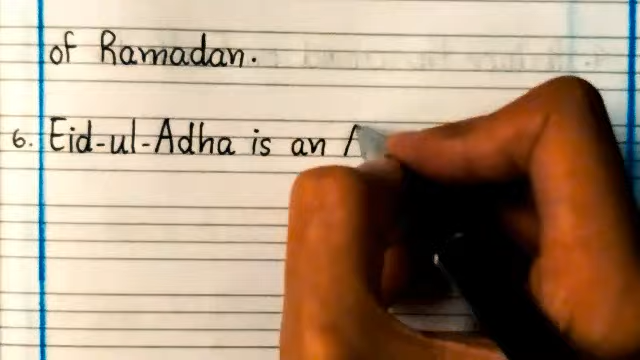 of Ramadan.
6. Eid-ul-Adha is an